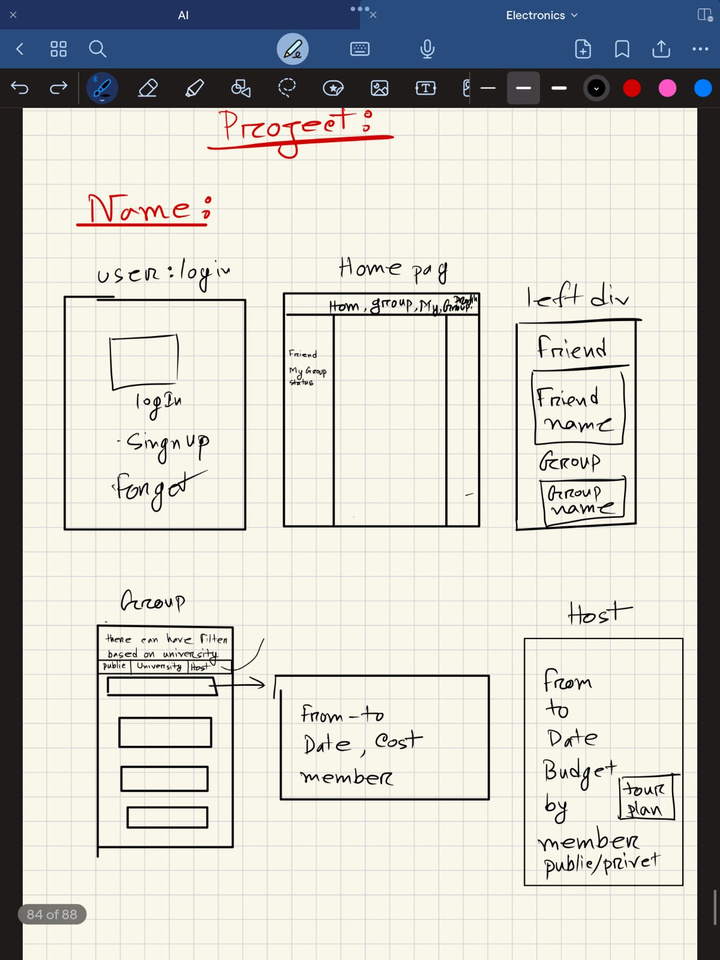 AI
Electronics
Progect:
Name:
user:login
logIn
Singnup
Forget
Home pag
Hom, group, My Group.
Friend
My Group
status
left div
Friend
Friend
name
Group
Group
name
Group
there can have filter
based on university
public University Host
From-to
Date, Cost
member
Host
From
to
Date
Budget
by
tour
plan
member
public/privet
84 of 88